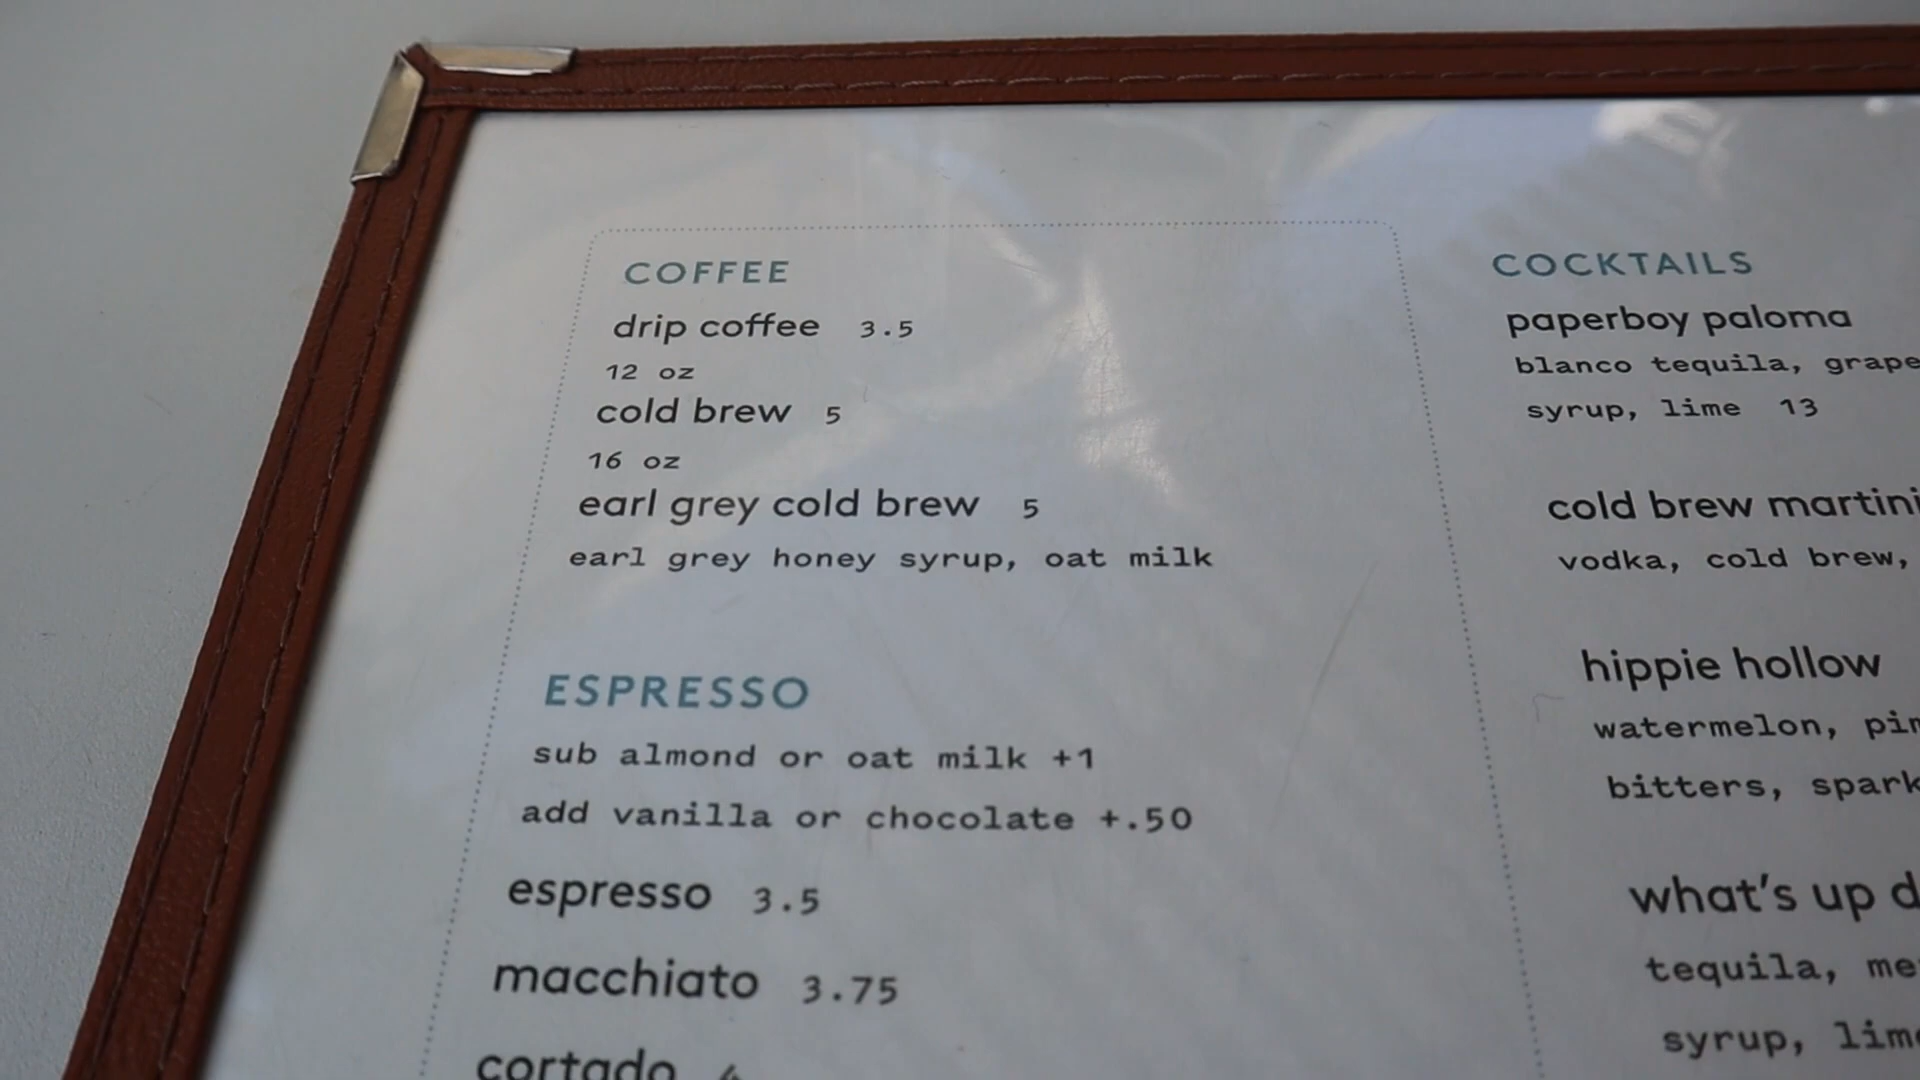 COFFEE
drip coffee 3.5
12 oz
cold brew 5
16 oz
earl grey cold brew 5
earl grey honey syrup, oat milk
ESPRESSO
sub almond or oat milk +1
add vanilla or chocolate +.50
espresso 3.5
macchiato 3.75
cortado
COCKTAILS
paperboy paloma
blanco tequila,
syrup, lime 13
cold brew martini
vodka, cold brew,
hippie hollow
watermelon,
bitters,
what's up
tequila,
syrup,